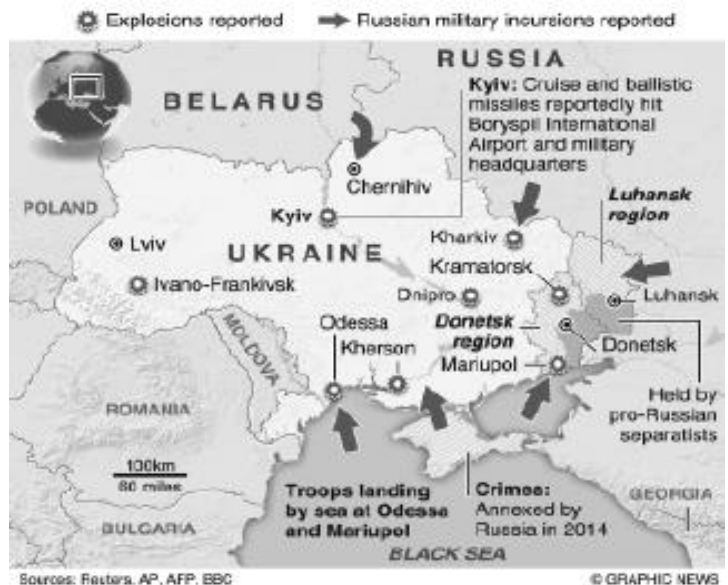 Explosions reported
Russian military incursions reported
RUSSIA
BELARUS
Kyiv: Cruise and ballistic
missiles reportedly hit
Boryspil International
Airport and military
headquarters
Chernihiv
Luhansk
region
POLAND
Kyiv
Kharkiv
Lviv
UKRAINE
Kramatorsk
Ivano-Frankivsk
Dnipro
Luhansk
Odessa
Donetsk
region
MOLDOVA
Kherson
Donetsk
Mariupol
ROMANIA
Held by
pro-Russian
separatists
100km
60 miles
Troops landing
by sea at Odessa
and Mariupol
Crimea:
Annexed by
Russia in 2014
GEORGIA
BULGARIA
BLACK SEA
Sources: Reuters, AP, AFP, BBC
© GRAPHIC NEWS